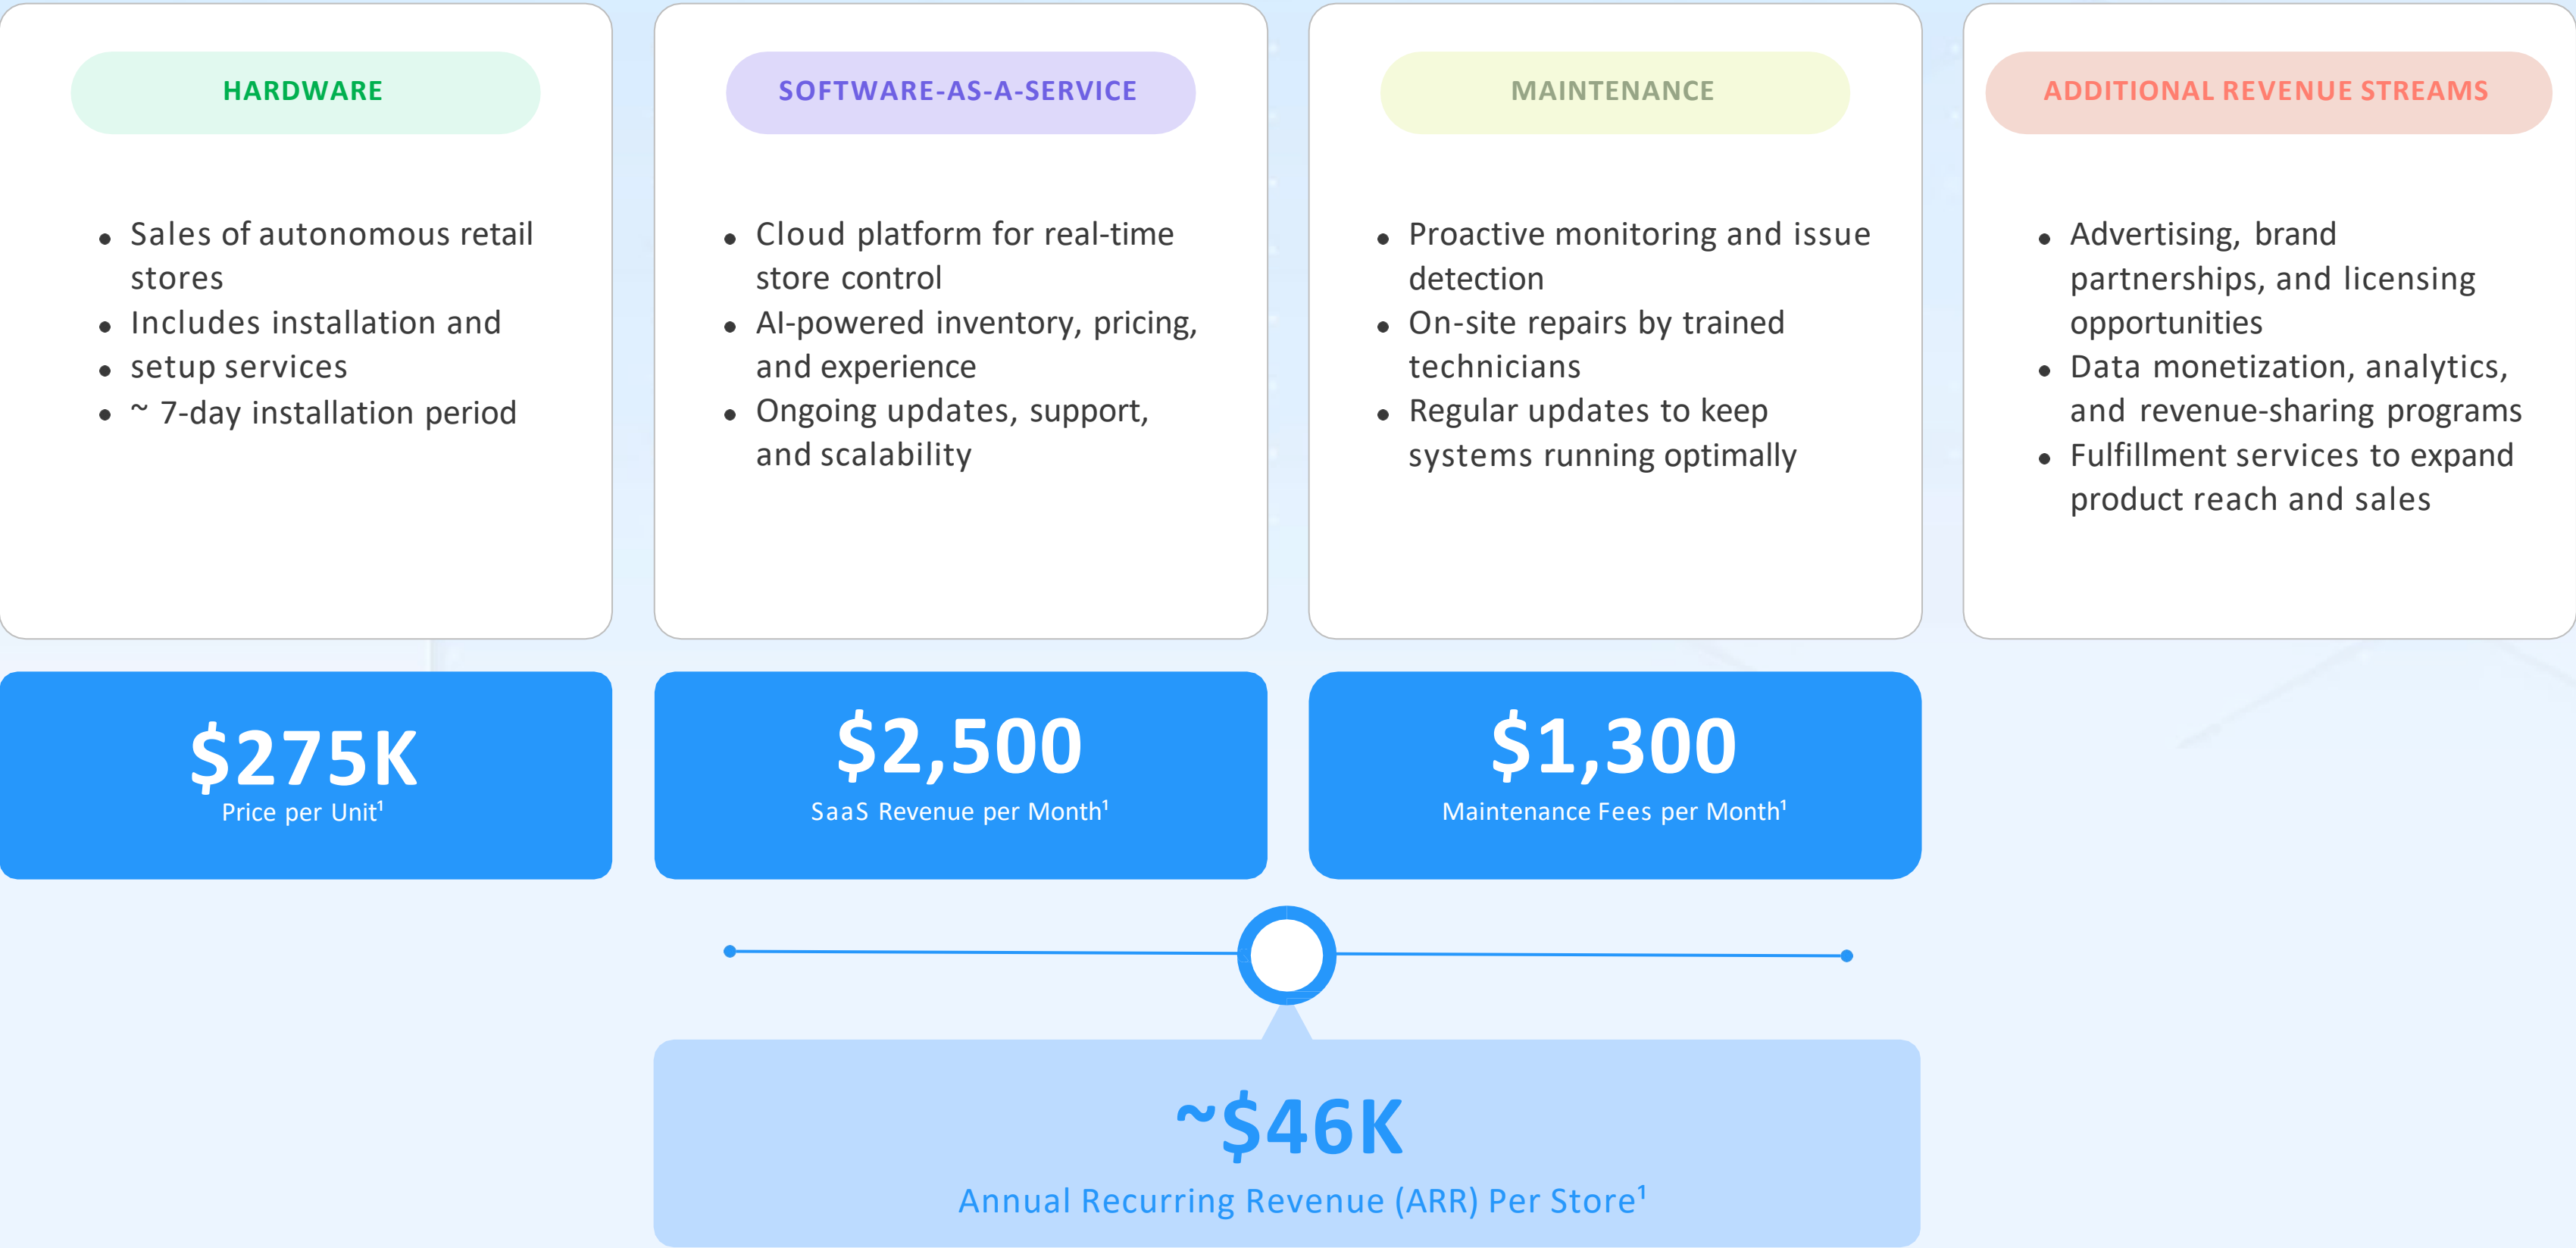 HARDWARE
• Sales of autonomous retail
stores
• Includes installation and
• setup services
• ~ 7-day installation period
SOFTWARE-AS-A-SERVICE
• Cloud platform for real-time
store control
• AI-powered inventory, pricing,
and experience
• Ongoing updates, support,
and scalability
MAINTENANCE
• Proactive monitoring and issue
detection
• On-site repairs by trained
technicians
• Regular updates to keep
systems running optimally
ADDITIONAL REVENUE STREAMS
• Advertising, brand
partnerships, and licensing
opportunities
• Data monetization, analytics,
and revenue-sharing programs
• Fulfillment services to expand
product reach and sales
$275K
Price per Unit¹
$2,500
SaaS Revenue per Month¹
$1,300
Maintenance Fees per Month¹
~$46K
Annual Recurring Revenue (ARR) Per Store¹